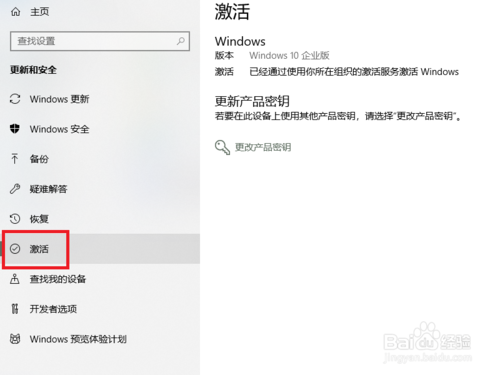 主页
查找设置
更新和安全
Windows 更新
Windows 安全
备份
疑难解答
恢复
激活
查找我的设备
开发者选项
Windows 预览体验计划
激活
Windows
版本 Windows 10 企业版
激活 已经通过使用你所在组织的激活服务激活 Windows
更新产品密钥
若要在此设备上使用其他产品密钥，请选择"更改产品密钥"。
更改产品密钥
Baidu 经验
jingyan.baidu.com